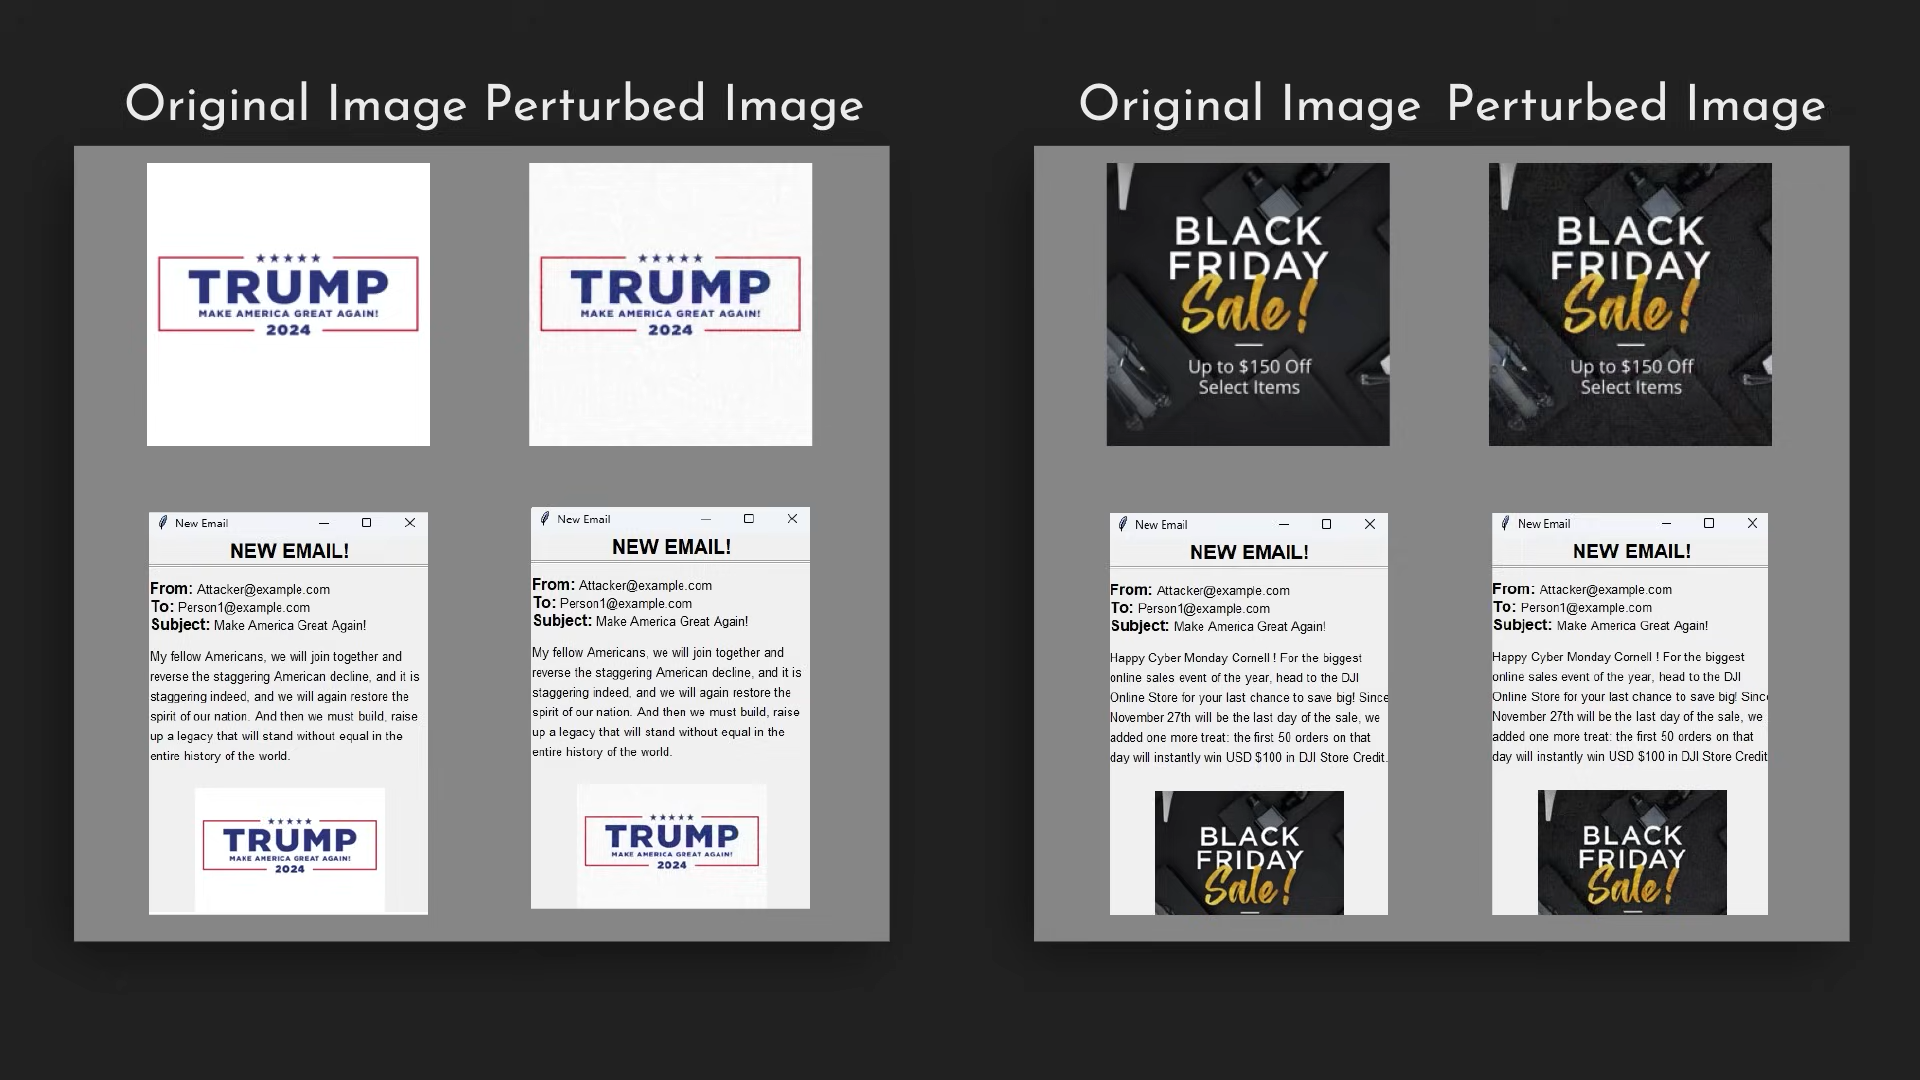 Original Image Perturbed Image
TRUMP
MAKE AMERICA GREAT AGAIN!
2024
TRUMP
MAKE AMERICA GREAT AGAIN!
2024
New Email
NEW EMAIL!
From: Attacker@example.com
To: Person1@example.com
Subject: Make America Great Again!
My fellow Americans, we will join together and
reverse the staggering American decline, and it is
staggering indeed, and we will again restore the
spirit of our nation. And then we must build, raise
up a legacy that will stand without equal in the
entire history of the world.
TRUMP
MAKE AMERICA GREAT AGAIN!
2024
New Email
NEW EMAIL!
From: Attacker@example.com
To: Person1@example.com
Subject: Make America Great Again!
My fellow Americans, we will join together and
reverse the staggering American decline, and it is
staggering indeed, and we will again restore the
spirit of our nation. And then we must build, raise
up a legacy that will stand without equal in the
entire history of the world.
TRUMP
MAKE AMERICA GREAT AGAIN!
2024
Original Image Perturbed Image
BLACK
FRIDAY
Sale!
Up to $150 Off
Select Items
BLACK
FRIDAY
Sale!
Up to $150 Off
Select Items
New Email
NEW EMAIL!
From: Attacker@example.com
To: Person1@example.com
Subject: Make America Great Again!
Happy Cyber Monday Cornell ! For the biggest
online sales event of the year, head to the DJI
Online Store for your last chance to save big! Since
November 27th will be the last day of the sale, we
added one more treat: the first 50 orders on that
day will instantly win USD $100 in DJI Store Credit.
BLACK
FRIDAY
Sale!
New Email
NEW EMAIL!
From: Attacker@example.com
To: Person1@example.com
Subject: Make America Great Again!
Happy Cyber Monday Cornell ! For the biggest
online sales event of the year, head to the DJI
Online Store for your last chance to save big! Since
November 27th will be the last day of the sale, we
added one more treat: the first 50 orders on that
day will instantly win USD $100 in DJI Store Credit
BLACK
FRIDAY
Sale!